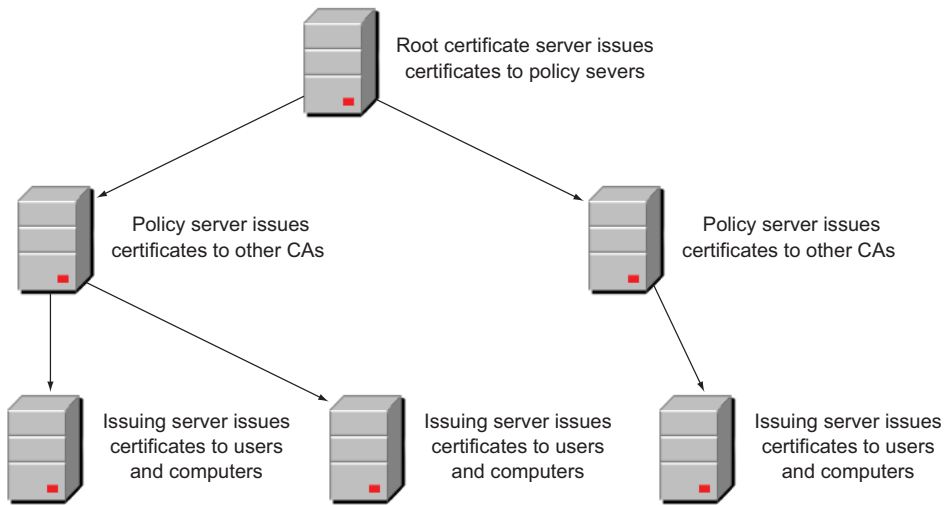 Root certificate server issues
certificates to policy severs
Policy server issues
certificates to other CAs
Policy server issues
certificates to other CAs
Issuing server issues
certificates to users
and computers
Issuing server issues
certificates to users
and computers
Issuing server issues
certificates to users
and computers